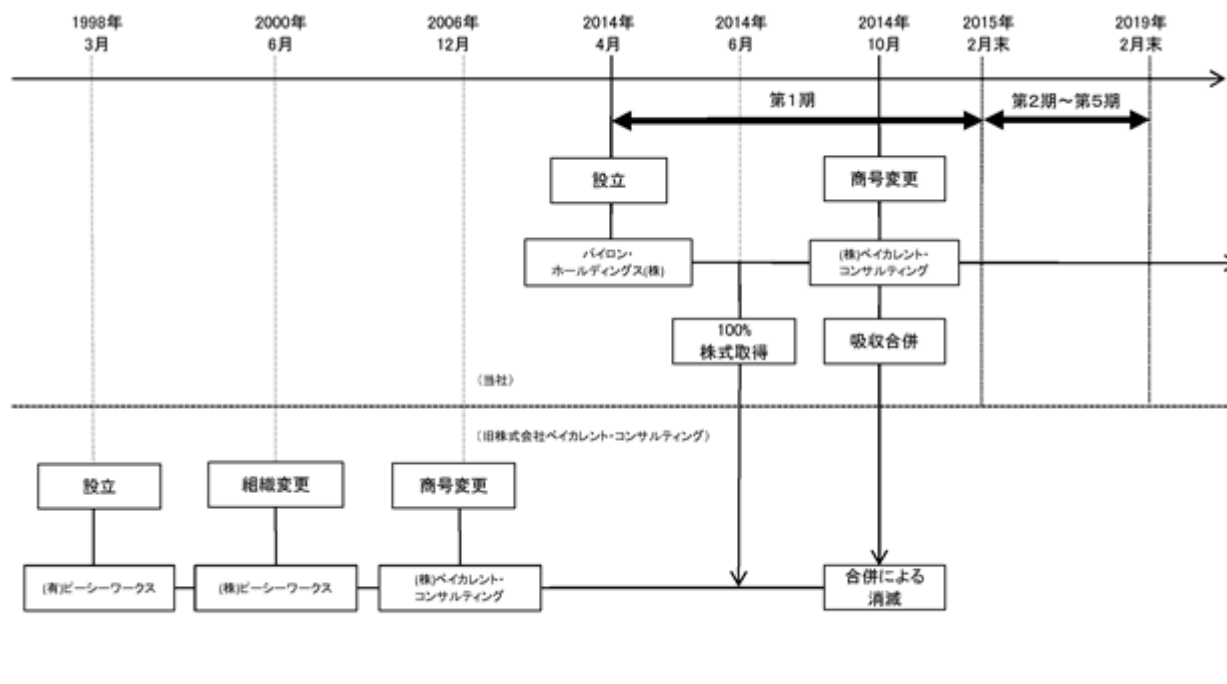 1998年
3月
2000年
6月
2006年
12月
2014年
4月
2014年
6月
2014年
10月
2015年
2月末
2019年
2月末
第1期
第2期～第5期
設立
商号変更
バイロン・
ホールディングス(株)
(株)ベイカレント・
コンサルティング
100%
株式取得
吸収合併
（当社）
（旧株式会社ベイカレント・コンサルティング）
設立
組織変更
商号変更
(有)ピーシーワークス
(株)ピーシーワークス
(株)ベイカレント・
コンサルティング
合併による
消滅